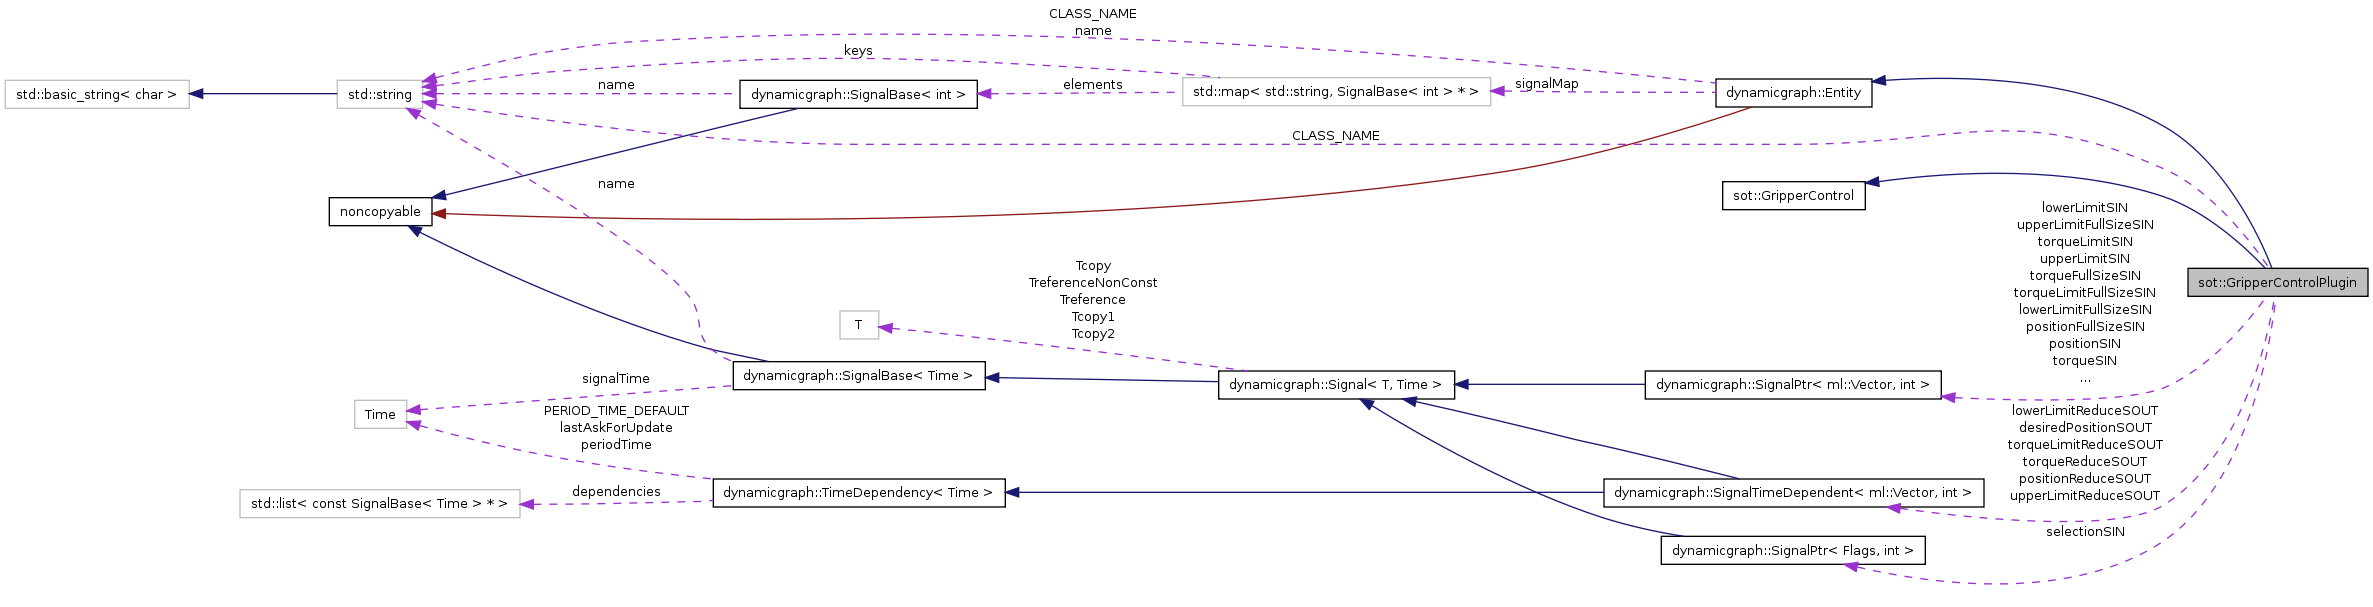 CLASS_NAME
name
keys
std::basic_string< char >
std::string
name
dynamicgraph::SignalBase< int >
elements
std::map< std::string, SignalBase< int > * >
signalMap
dynamicgraph::Entity
CLASS_NAME
name
noncopyable
sot::GripperControl
lowerLimitSIN
upperLimitFullSizeSIN
torqueLimitSIN
upperLimitSIN
torqueFullSizeSIN
torqueLimitFullSizeSIN
lowerLimitFullSizeSIN
positionFullSizeSIN
positionSIN
torqueSIN
...
sot::GripperControlPlugin
Tcopy
TreferenceNonConst
Treference
Tcopy1
Tcopy2
T
signalTime
dynamicgraph::SignalBase< Time >
dynamicgraph::Signal< T, Time >
dynamicgraph::SignalPtr< ml::Vector, int >
Time
PERIOD_TIME_DEFAULT
lastAskForUpdate
periodTime
lowerLimitReduceSOUT
desiredPositionSOUT
torqueLimitReduceSOUT
torqueReduceSOUT
positionReduceSOUT
upperLimitReduceSOUT
std::list< const SignalBase< Time > * >
dependencies
dynamicgraph::TimeDependency< Time >
dynamicgraph::SignalTimeDependent< ml::Vector, int >
selectionSIN
dynamicgraph::SignalPtr< Flags, int >